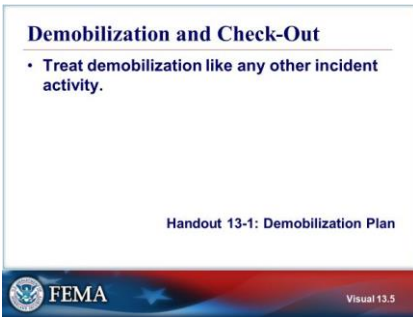 Demobilization and Check-Out
• Treat demobilization like any other incident
activity.
Handout 13-1: Demobilization Plan
FEMA
Visual 13.5